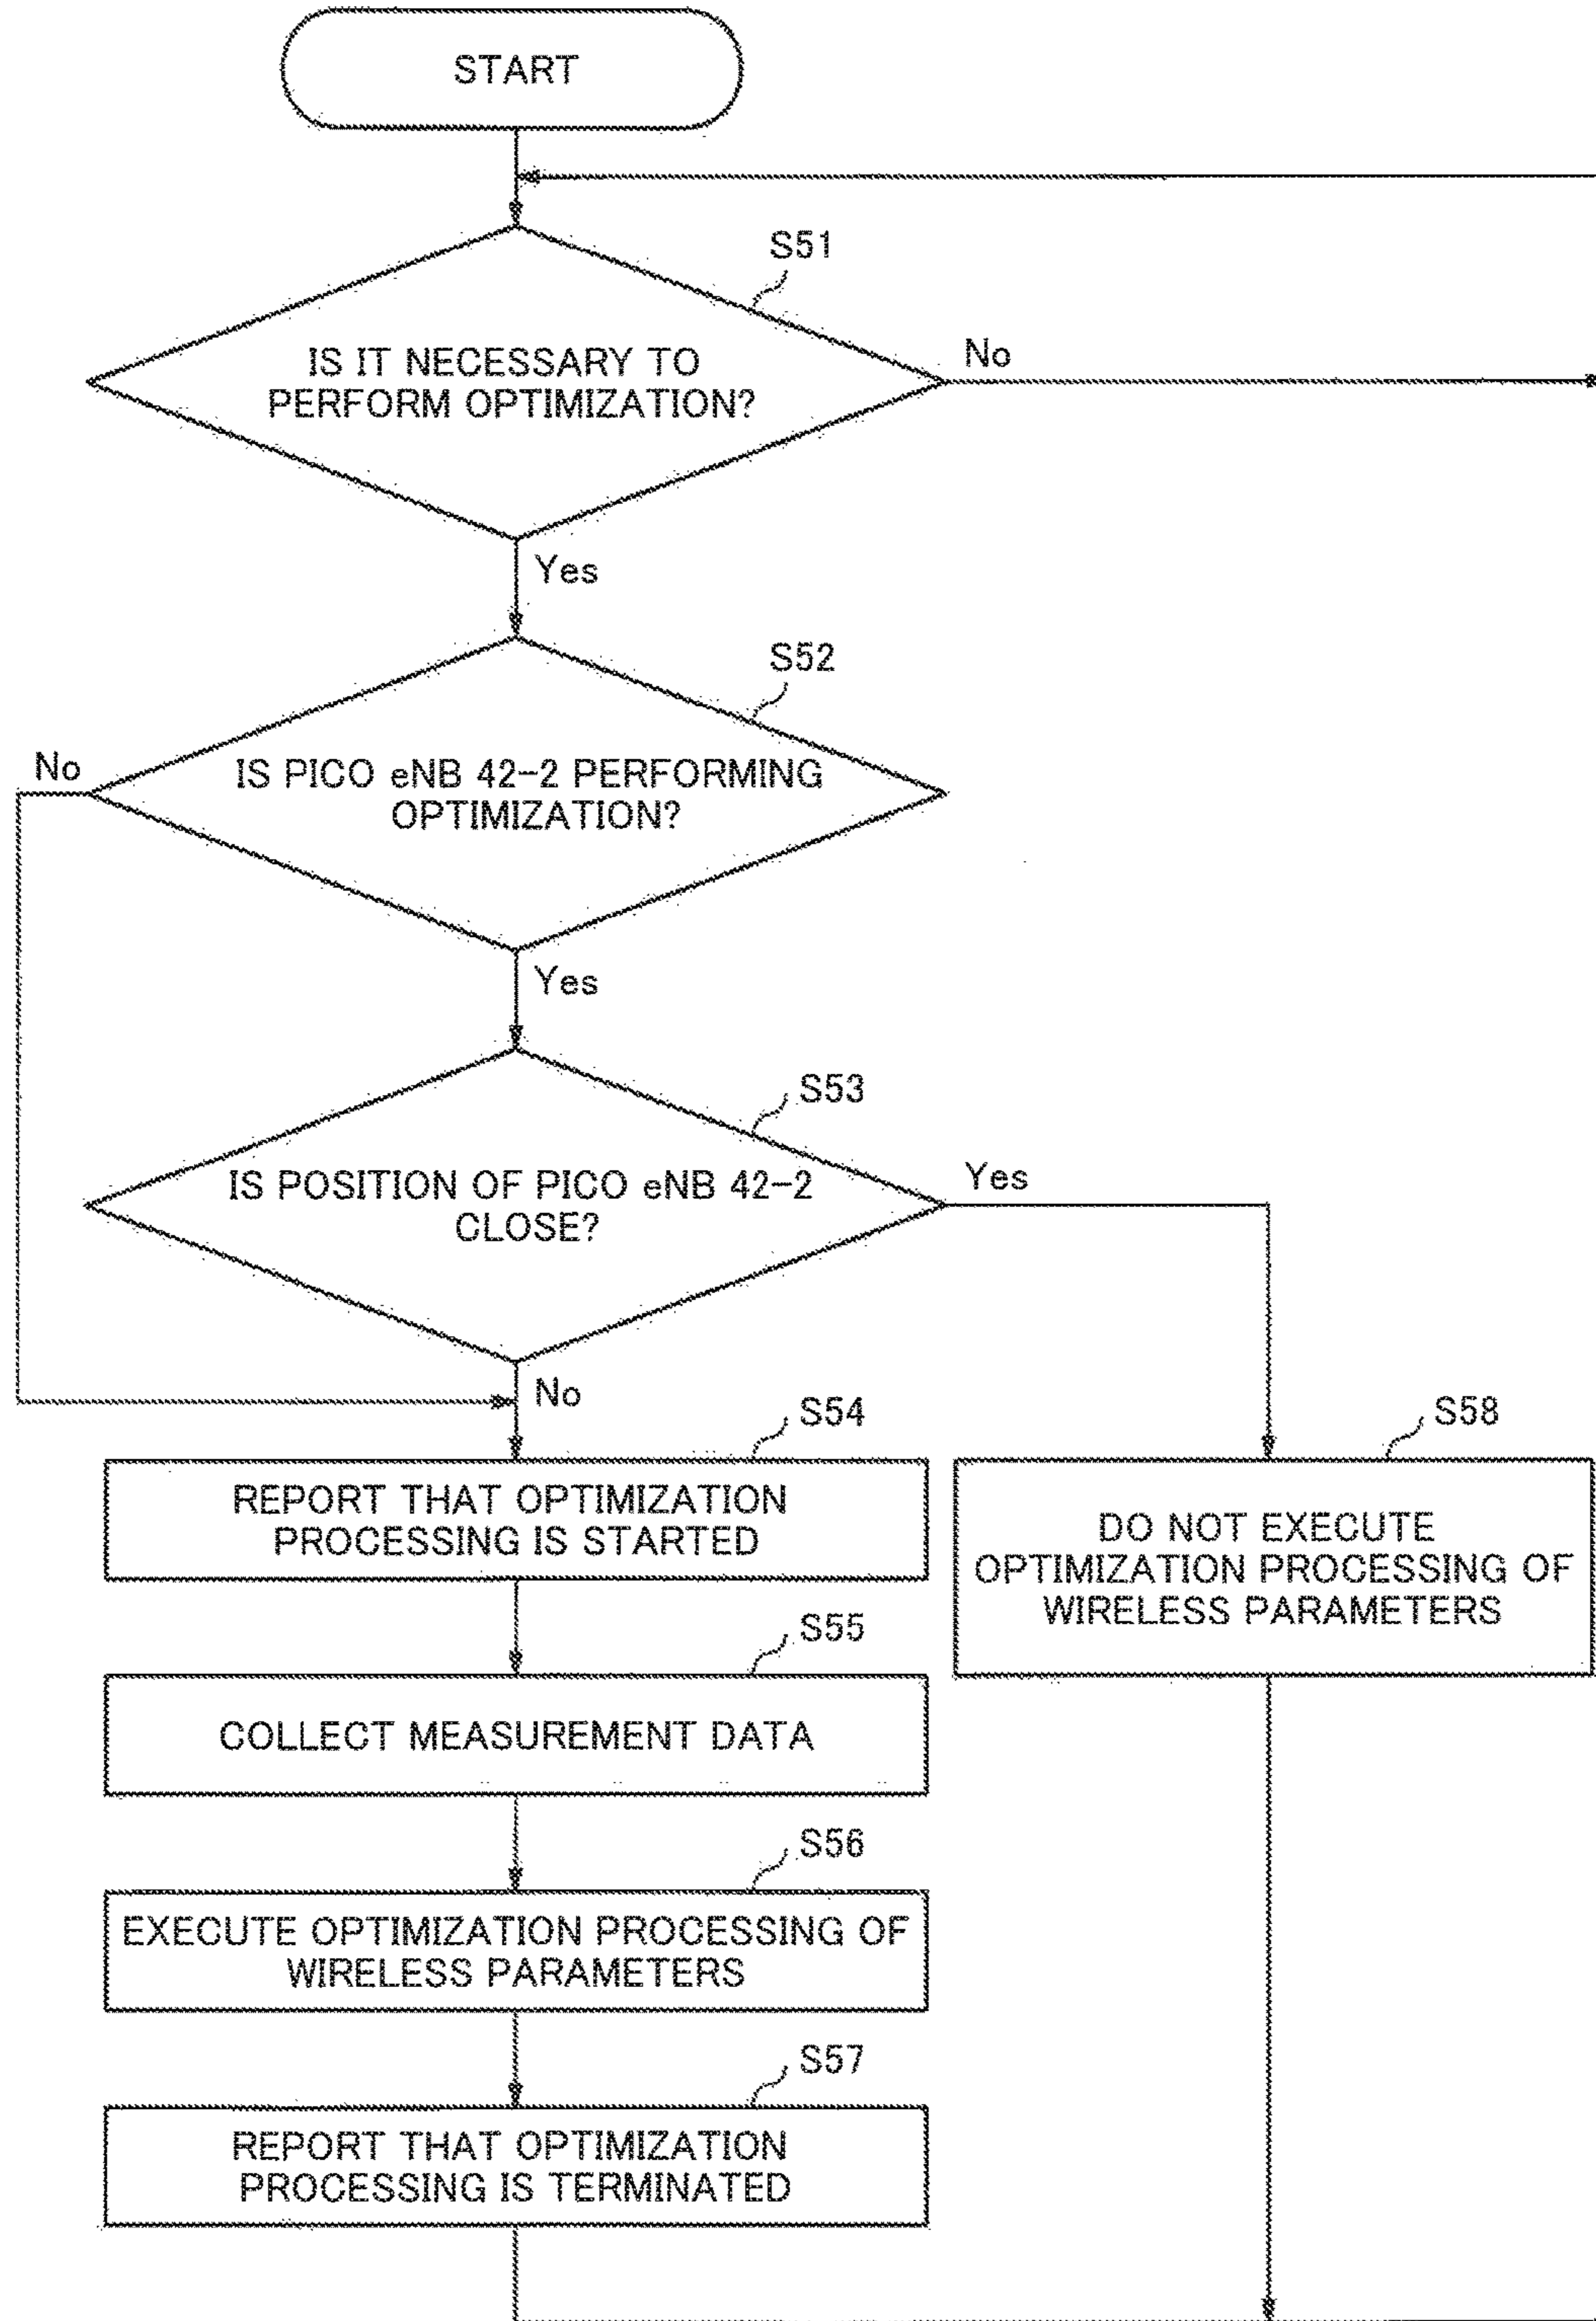 START
S51
IS IT NECESSARY TO
PERFORM OPTIMIZATION?
No
Yes
S52
No
IS PICO eNB 42-2 PERFORMING
OPTIMIZATION?
Yes
S53
IS POSITION OF PICO eNB 42-2
CLOSE?
Yes
No
S54
REPORT THAT OPTIMIZATION
PROCESSING IS STARTED
S58
DO NOT EXECUTE
OPTIMIZATION PROCESSING OF
WIRELESS PARAMETERS
S55
COLLECT MEASUREMENT DATA
S56
EXECUTE OPTIMIZATION PROCESSING OF
WIRELESS PARAMETERS
S57
REPORT THAT OPTIMIZATION
PROCESSING IS TERMINATED